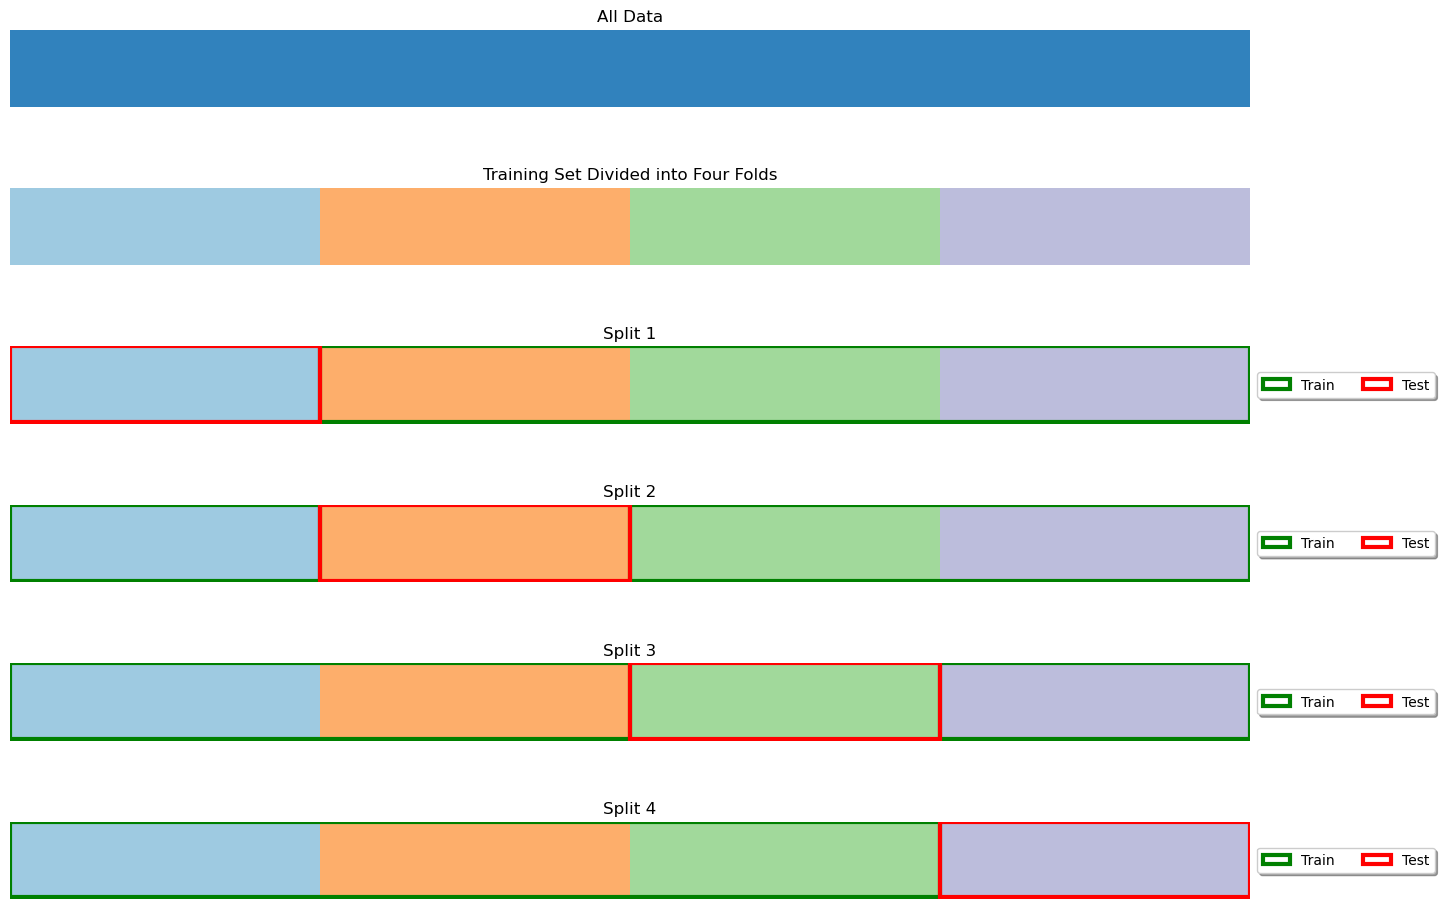 All Data
Training Set Divided into Four Folds
Split 1
Train Test
Split 2
Train Test
Split 3
Train Test
Split 4
Train Test